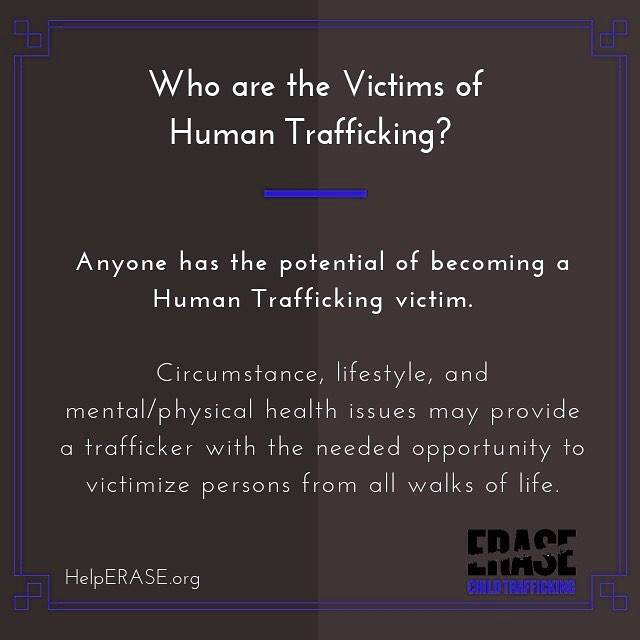 Who are the Victims of
Human Trafficking?
Anyone has the potential of becoming a
Human Trafficking victim.
Circumstance, lifestyle, and
mental/physical health issues may provide
a trafficker with the needed opportunity to
victimize persons from all walks of life.
HelpERASE.org
ERASE
CHILD TRAFFICKING